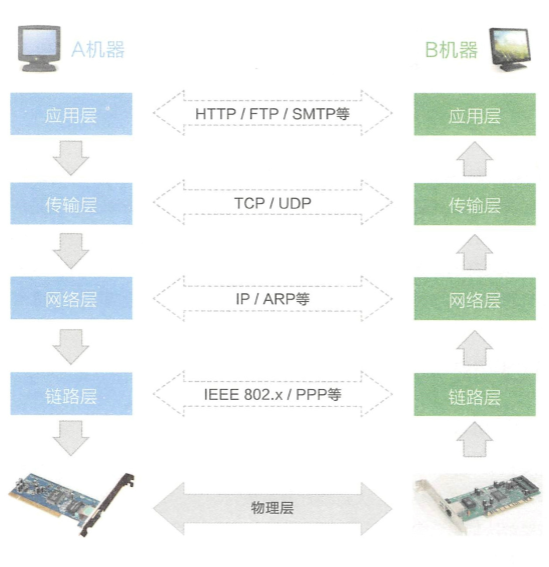 A机器
B机器
应用层
HTTP / FTP / SMTP等
应用层
传输层
TCP / UDP
传输层
网络层
IP / ARP等
网络层
链路层
IEEE 802.x / PPP等
链路层
物理层